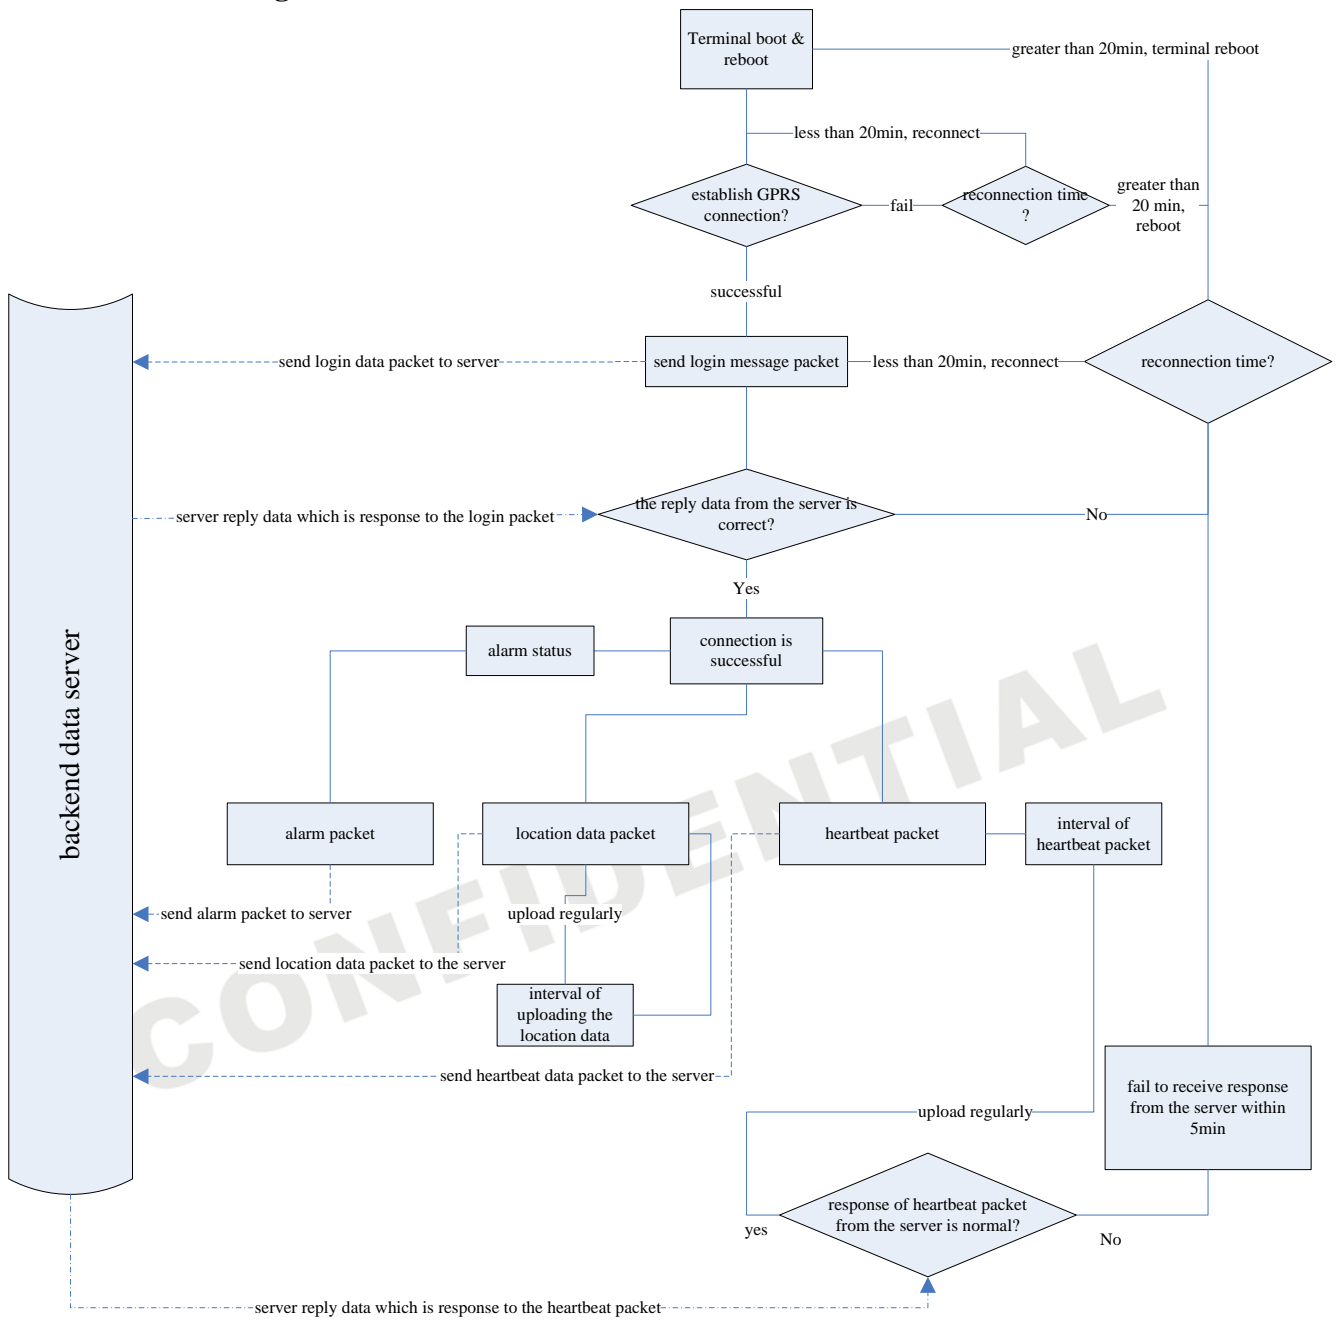 g
Terminal boot &
reboot
greater than 20min, terminal reboot
less than 20min, reconnect
establish GPRS
connection?
fail
reconnection time
?
greater than
20 min,
reboot
successful
send login data packet to server
send login message packet
less than 20min, reconnect
reconnection time?
the reply data from the server is
correct?
server reply data which is response to the login packet
No
Yes
alarm status
connection is
successful
backend data server
alarm packet
location data packet
heartbeat packet
interval of
heartbeat packet
send alarm packet to server
upload regularly
send location data packet to the server
interval of
uploading the
location data
send heartbeat data packet to the server
fail to receive response
from the server within
5min
upload regularly
response of heartbeat packet
from the server is normal?
yes
No
server reply data which is response to the heartbeat packet
CONFIDENTIAL